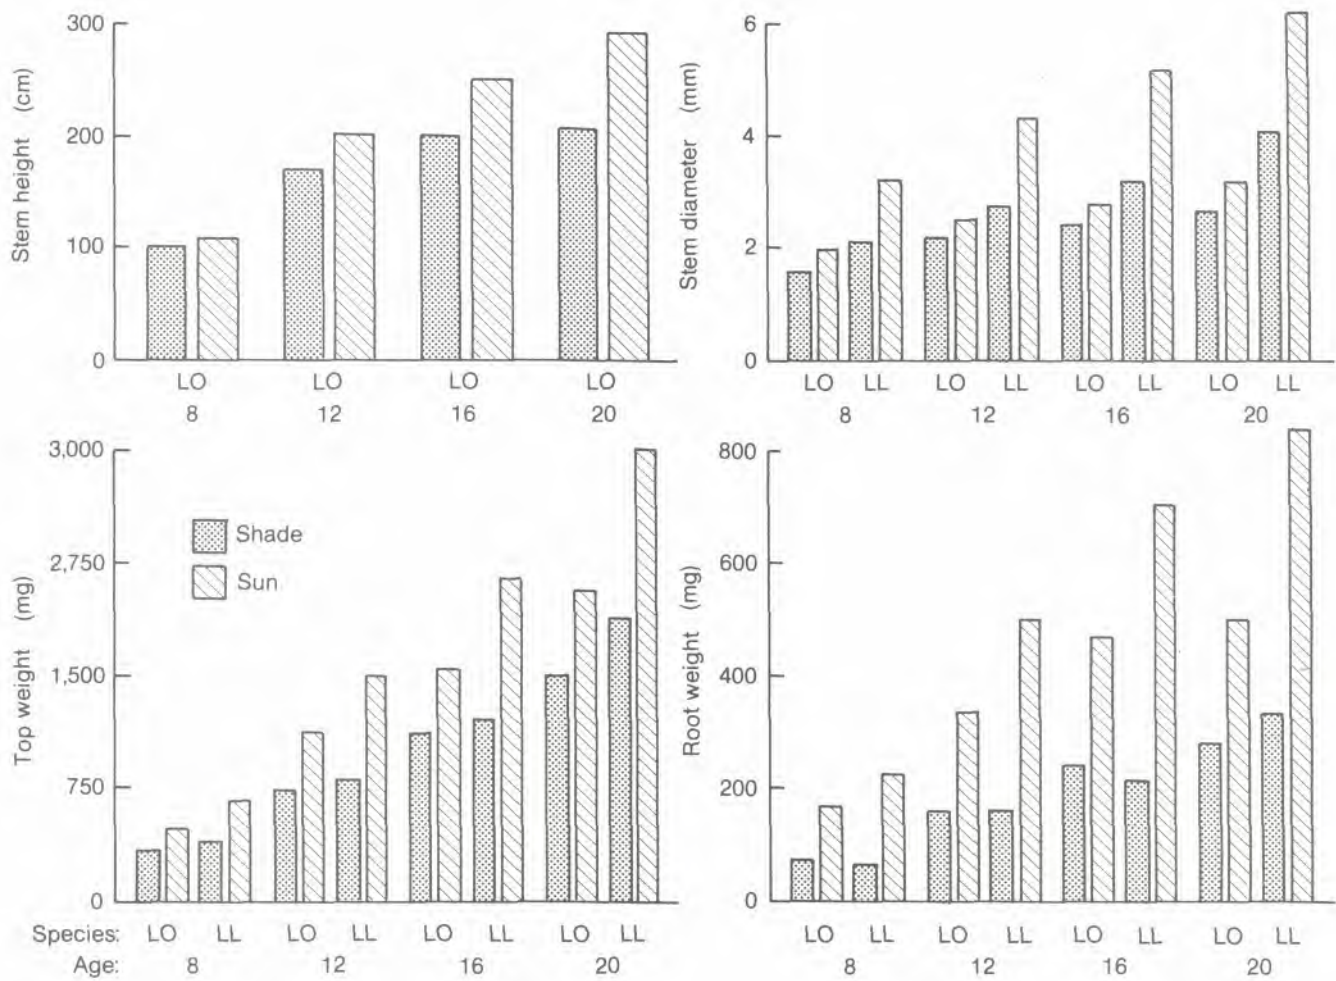 Stem height (cm)
300
200
100
0
LO LO LO LO
8 12 16 20
Stem diameter (mm)
6
4
2
0
LO LL LO LL LO LL LO LL
8 12 16 20
Top weight (mg)
3,000
2,750
1,500
750
0
Shade
Sun
Species: LO LL LO LL LO LL LO LL
Age: 8 12 16 20
Root weight (mg)
800
600
400
200
0
LO LL LO LL LO LL LO LL
8 12 16 20